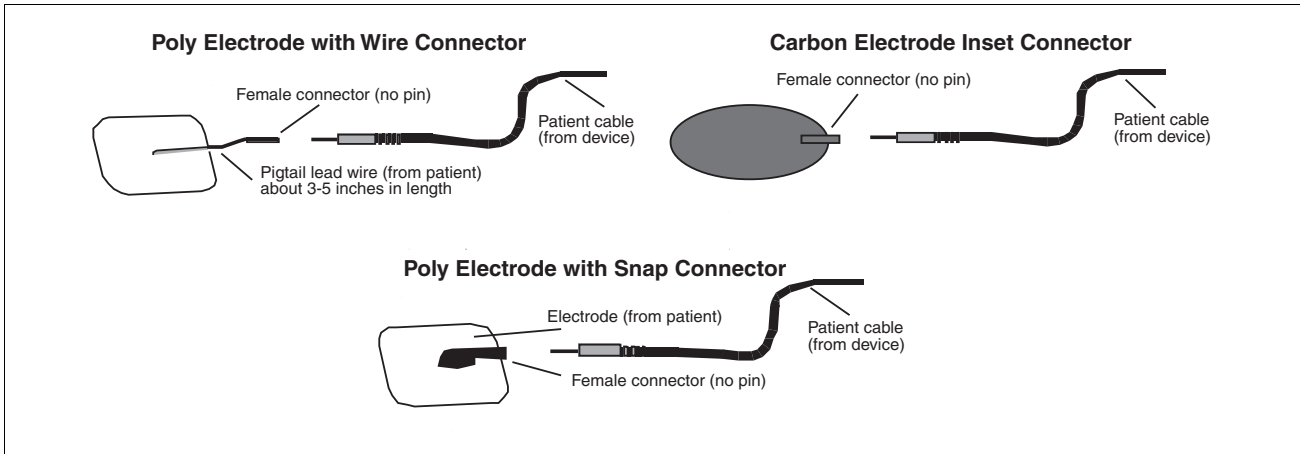 Poly Electrode with Wire Connector
Female connector (no pin)
Patient cable
(from device)
Pigtail lead wire (from patient)
about 3-5 inches in length
Carbon Electrode Inset Connector
Female connector (no pin)
Patient cable
(from device)
Poly Electrode with Snap Connector
Electrode (from patient)
Patient cable
(from device)
Female connector (no pin)